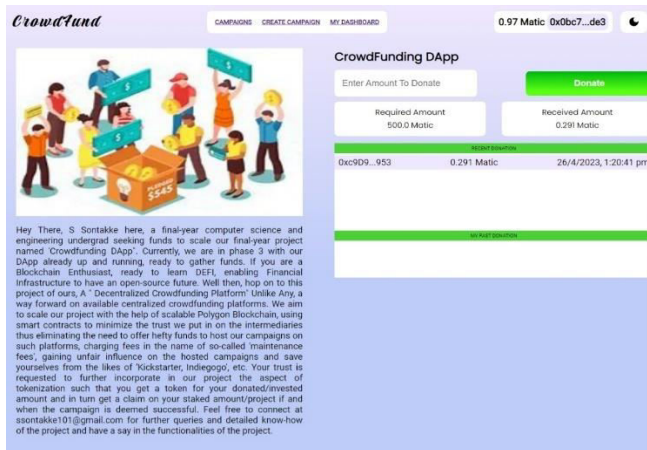 CrowdFund
CAMPAIGNS CREATE CAMPAIGN MY DASHBOARD
0.97 Matic 0x0bc7...de3
CrowdFunding DApp
Enter Amount To Donate
Donate
Required Amount
500.0 Matic
Received Amount
0.291 Matic
RECENT DONATION
0xc9D9...953 0.291 Matic 26/4/2023, 1:20:41 pm
MY PAST DONATION
$545
Hey There, S Sontakke here, a final-year computer science and
engineering undergrad seeking funds to scale our final-year project
named 'Crowdfunding DApp". Currently, we are in phase 3 with our
DApp already up and running, ready to gather funds. If you are a
Blockchain Enthusiast, ready to learn DEFI, enabling Financial
Infrastructure to have an open-source future. Well then, hop on to this
project of ours, A " Decentralized Crowdfunding Platform" Unlike Any, a
way forward on available centralized crowdfunding platforms. We aim
to scale our project with the help of scalable Polygon Blockchain, using
smart contracts to minimize the trust we put in on the intermediaries
thus eliminating the need to offer hefty funds to host our campaigns on
such platforms, charging fees in the name of so-called 'maintenance
fees', gaining unfair influence on the hosted campaigns and save
yourselves from the likes of 'Kickstarter, Indiegogo', etc. Your trust is
requested to further incorporate in our project the aspect of
tokenization such that you get a token for your donated/invested
amount and in turn get a claim on your staked amount/project if and
when the campaign is deemed successful. Feel free to connect at
ssontakke101@gmail.com for further queries and detailed know-how
of the project and have a say in the functionalities of the project.